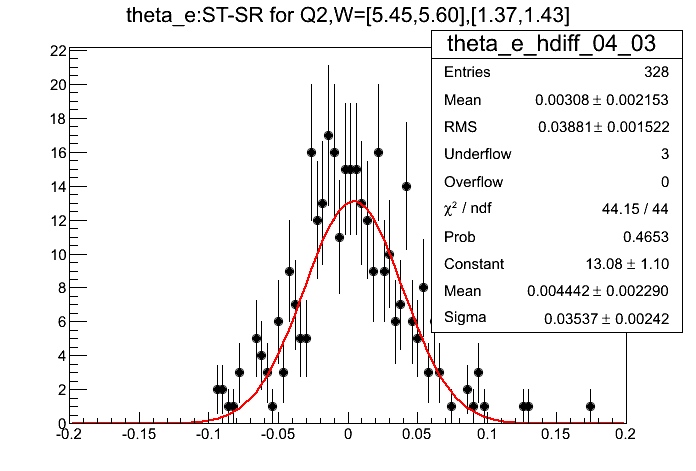 theta_e:ST-SR for Q2,W=[5.45,5.60],[1.37,1.43]
theta_e_hdiff_04_03
Entries 328
Mean 0.00308 ± 0.002153
RMS 0.03881 ± 0.001522
Underflow 3
Overflow 0
χ² / ndf 44.15 / 44
Prob 0.4653
Constant 13.08 ± 1.10
Mean 0.004442 ± 0.002290
Sigma 0.03537 ± 0.00242
22
20
18
16
14
12
10
8
6
4
2
0
-0.2 -0.15 -0.1 -0.05 0 0.05 0.1 0.15 0.2